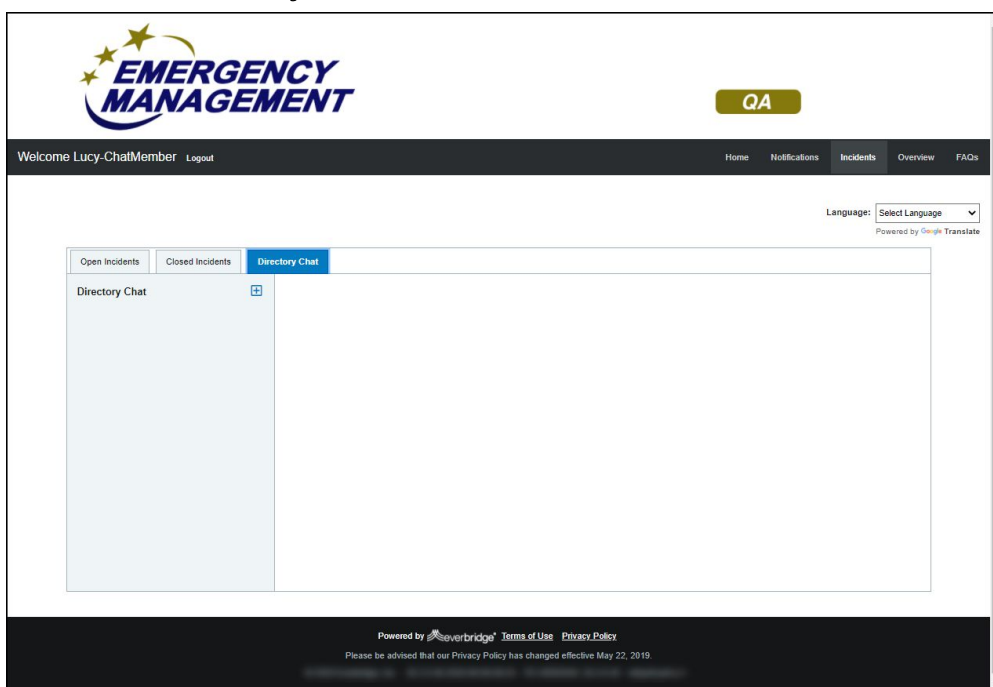 EMERGENCY
MANAGEMENT
QA
Welcome Lucy-ChatMember Logout
Home Notifications Incidents Overview FAQs
Language: Select Language
Powered by Google Translate
Open Incidents Closed Incidents Directory Chat
Directory Chat
Powered by everbridge Terms of Use Privacy Policy
Please be advised that our Privacy Policy has changed effective May 22, 2019.